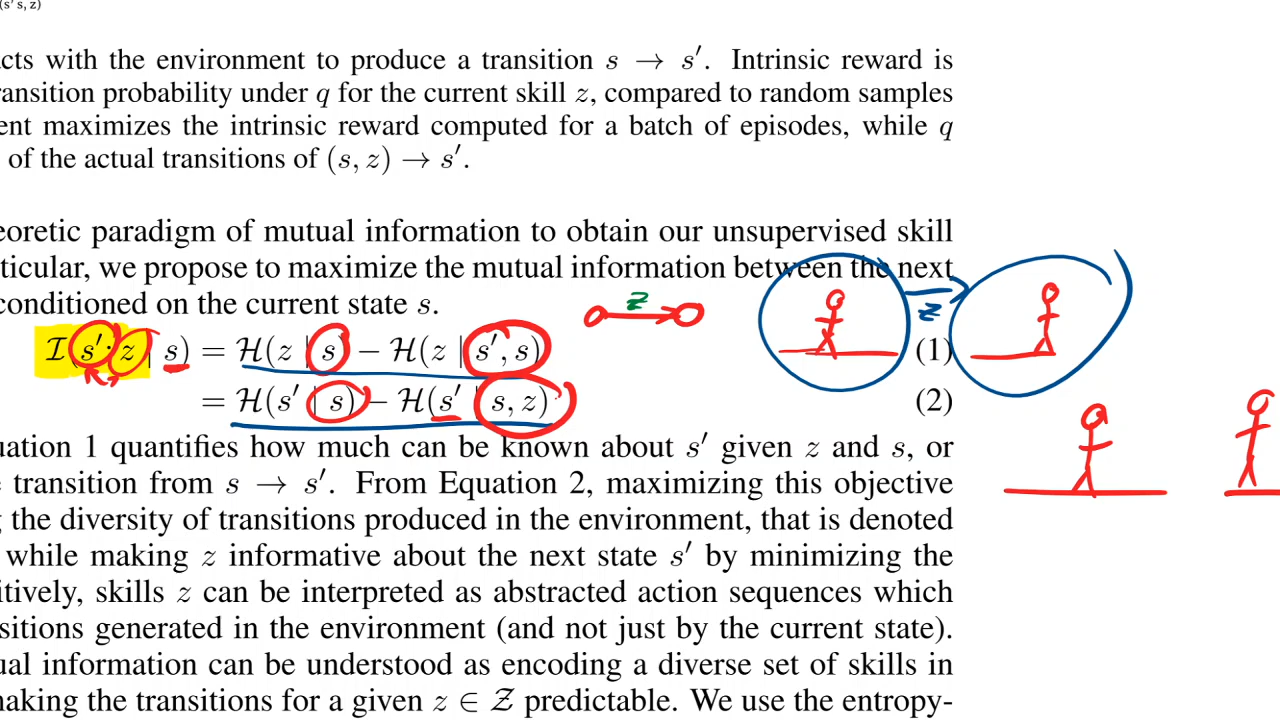 (s′ s, z)
cts with the environment to produce a transition s → s′. Intrinsic reward is
ransition probability under q for the current skill z, compared to random samples
ent maximizes the intrinsic reward computed for a batch of episodes, while q
of the actual transitions of (s, z) → s′.
eoretic paradigm of mutual information to obtain our unsupervised skill
ticular, we propose to maximize the mutual information between the next
conditioned on the current state s.
z
z
I(s′; z | s) = H(z | s) − H(z | s′, s) (1)
= H(s′ | s) − H(s′ | s, z) (2)
uation 1 quantifies how much can be known about s′ given z and s, or
e transition from s → s′. From Equation 2, maximizing this objective
g the diversity of transitions produced in the environment, that is denoted
while making z informative about the next state s′ by minimizing the
itively, skills z can be interpreted as abstracted action sequences which
sitions generated in the environment (and not just by the current state).
ual information can be understood as encoding a diverse set of skills in
making the transitions for a given z ∈ Z predictable. We use the entropy-